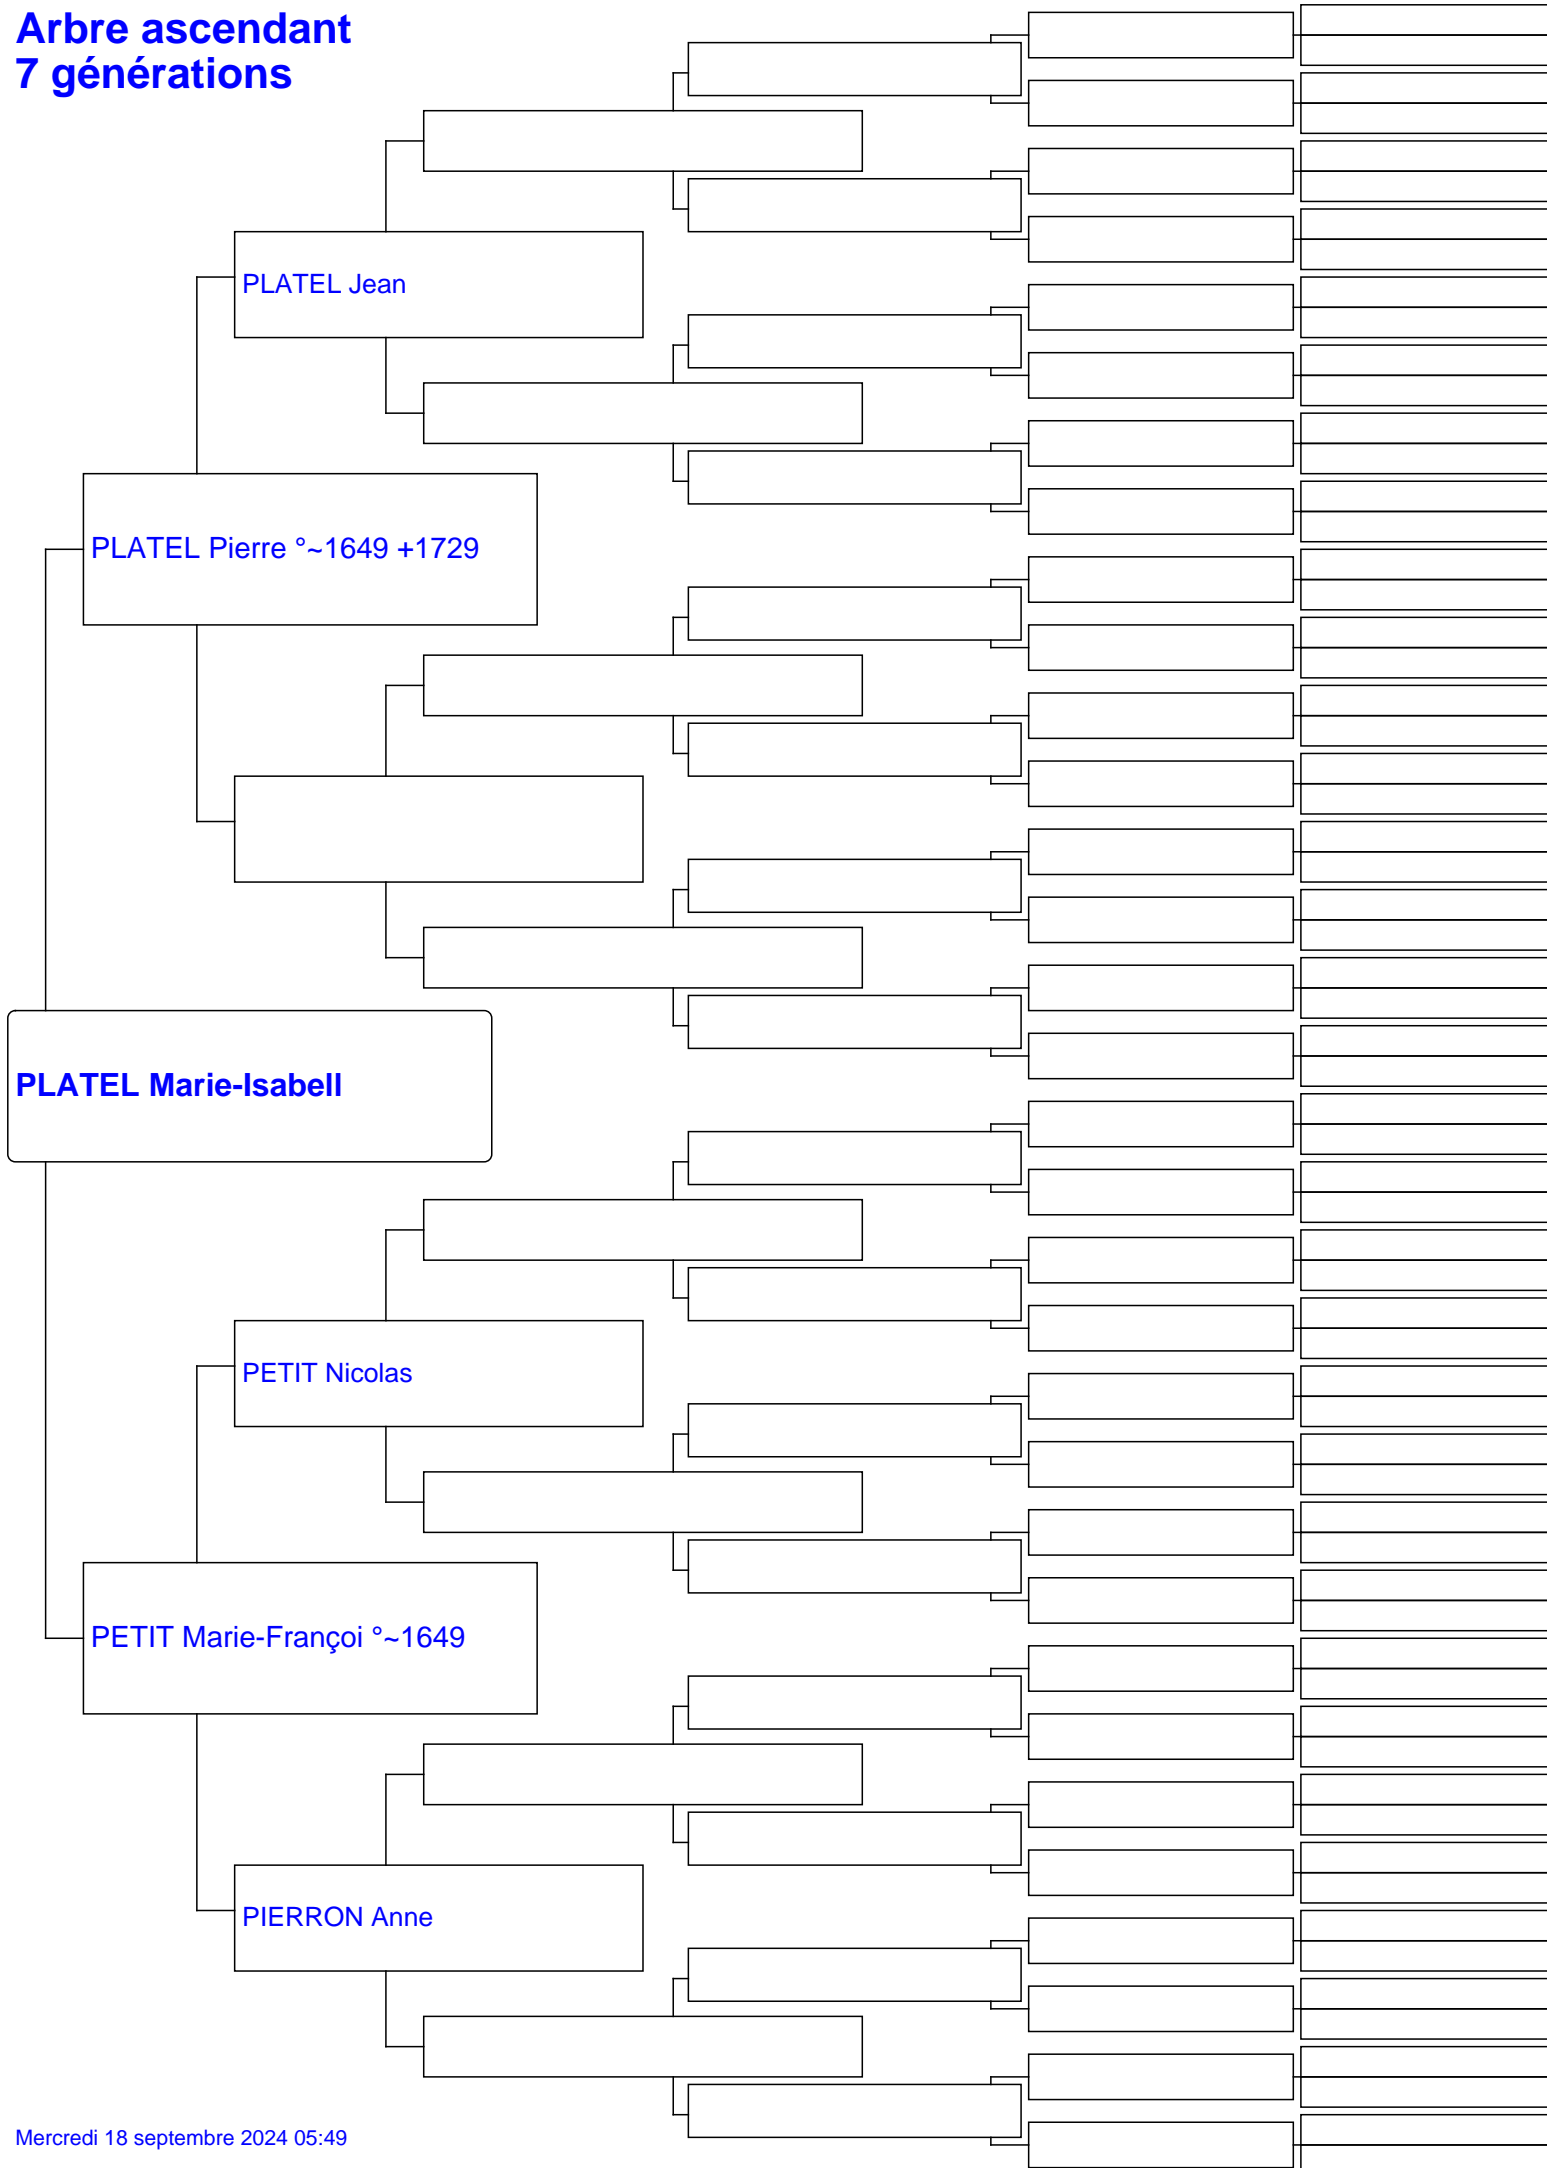 Arbre ascendant
7 générations
PLATEL Jean
PLATEL Pierre °~1649 +1729
PLATEL Marie-Isabell
PETIT Nicolas
PETIT Marie-Françoi °~1649
PIERRON Anne
Mercredi 18 septembre 2024 05:49